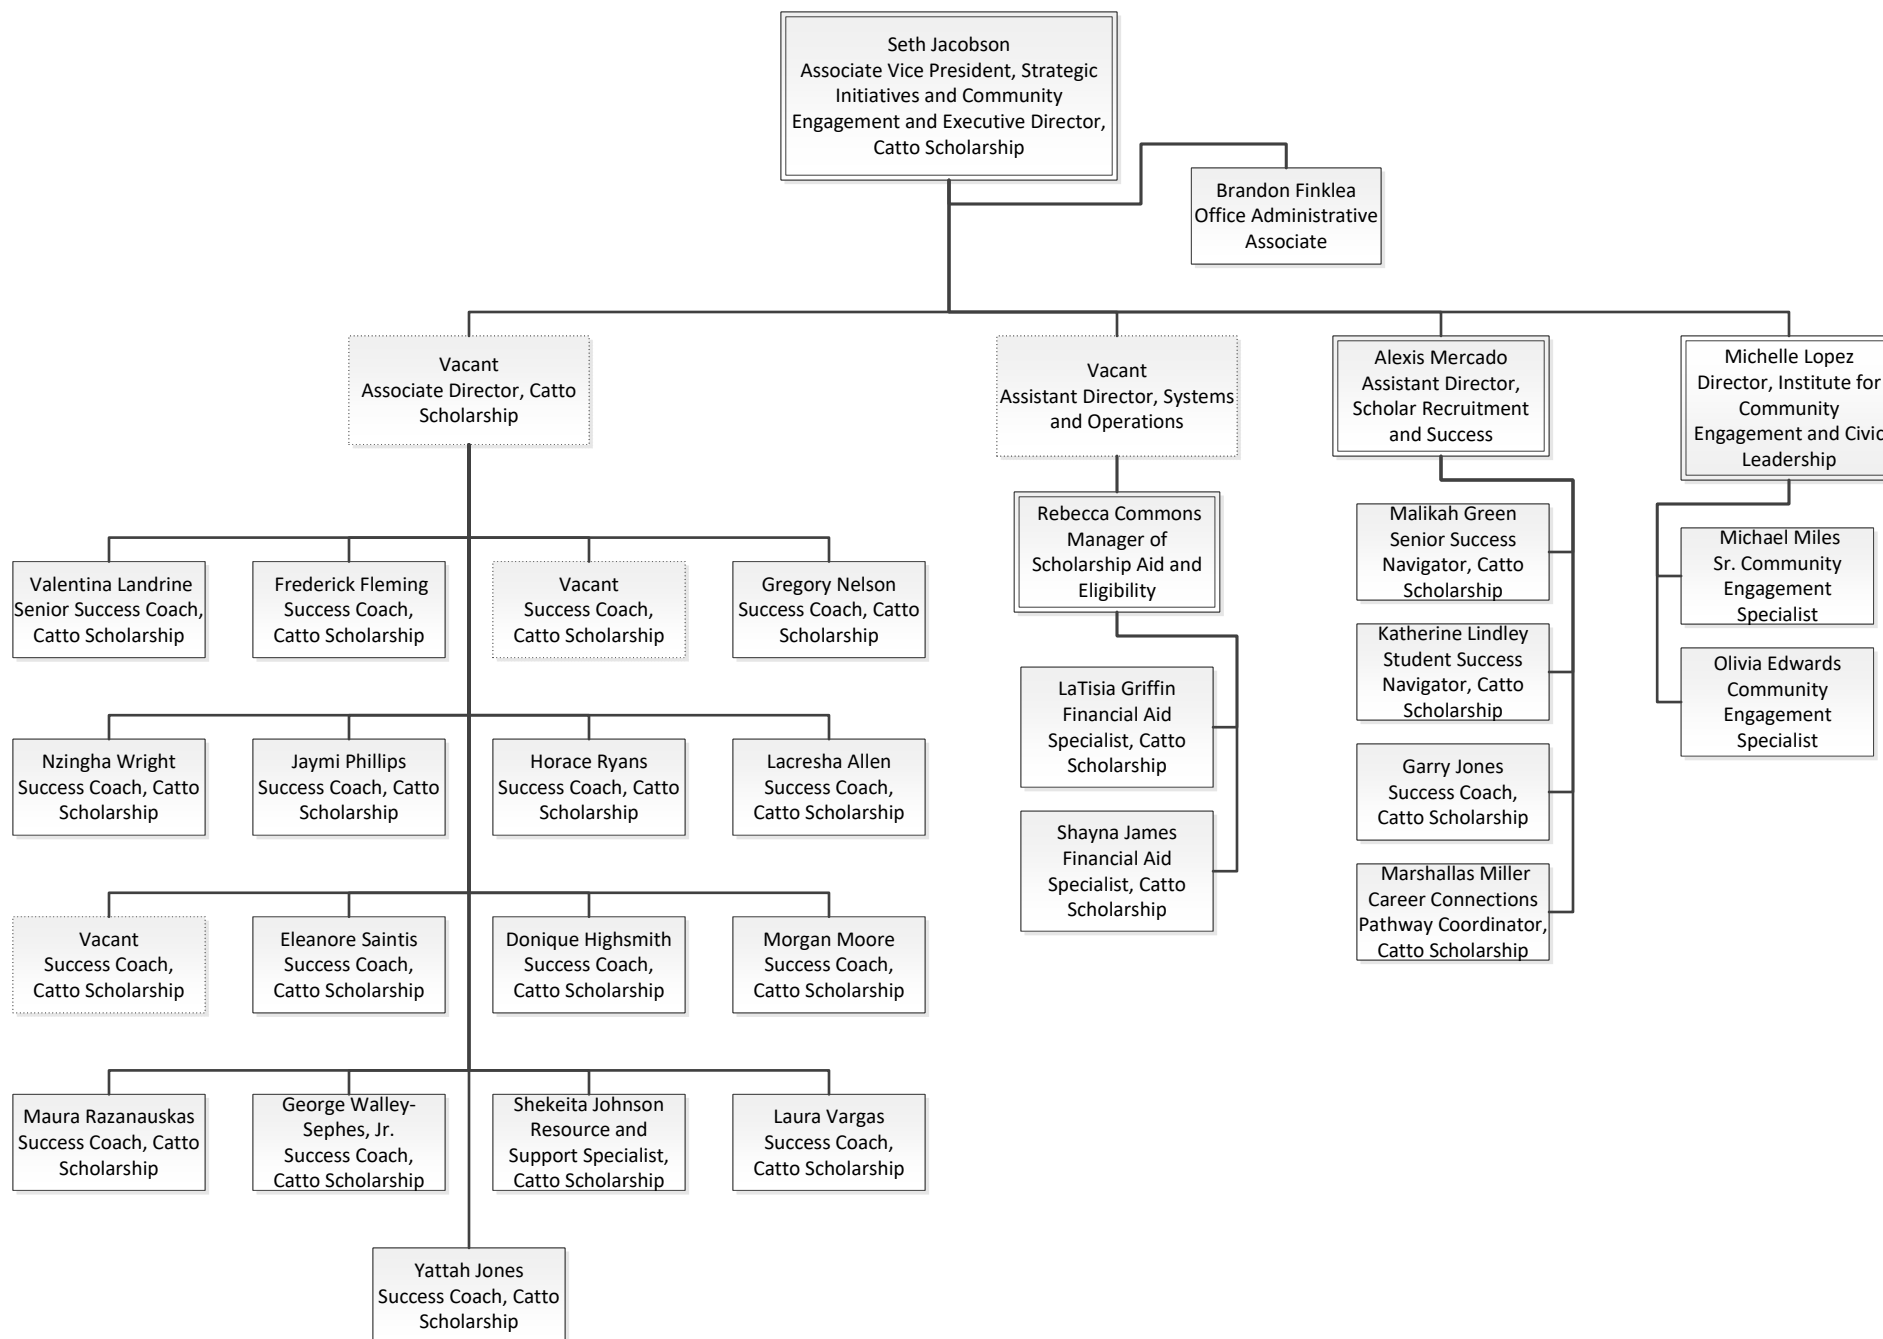 Seth Jacobson
Associate Vice President, Strategic
Initiatives and Community
Engagement and Executive Director,
Catto Scholarship
Brandon Finklea
Office Administrative
Associate
Vacant
Associate Director, Catto
Scholarship
Vacant
Assistant Director, Systems
and Operations
Alexis Mercado
Assistant Director,
Scholar Recruitment
and Success
Michelle Lopez
Director, Institute for
Community
Engagement and Civic
Leadership
Valentina Landrine
Senior Success Coach,
Catto Scholarship
Frederick Fleming
Success Coach,
Catto Scholarship
Vacant
Success Coach,
Catto Scholarship
Gregory Nelson
Success Coach, Catto
Scholarship
Nzingha Wright
Success Coach, Catto
Scholarship
Jaymi Phillips
Success Coach, Catto
Scholarship
Horace Ryans
Success Coach, Catto
Scholarship
Lacresha Allen
Success Coach,
Catto Scholarship
Vacant
Success Coach,
Catto Scholarship
Eleanore Saintis
Success Coach,
Catto Scholarship
Donique Highsmith
Success Coach,
Catto Scholarship
Morgan Moore
Success Coach,
Catto Scholarship
Maura Razanauskas
Success Coach, Catto
Scholarship
George Walley-
Sephes, Jr.
Success Coach,
Catto Scholarship
Shekeita Johnson
Resource and
Support Specialist,
Catto Scholarship
Laura Vargas
Success Coach,
Catto Scholarship
Yattah Jones
Success Coach, Catto
Scholarship
Rebecca Commons
Manager of
Scholarship Aid and
Eligibility
LaTisia Griffin
Financial Aid
Specialist, Catto
Scholarship
Shayna James
Financial Aid
Specialist, Catto
Scholarship
Malikah Green
Senior Success
Navigator, Catto
Scholarship
Katherine Lindley
Student Success
Navigator, Catto
Scholarship
Garry Jones
Success Coach,
Catto Scholarship
Marshallas Miller
Career Connections
Pathway Coordinator,
Catto Scholarship
Michael Miles
Sr. Community
Engagement
Specialist
Olivia Edwards
Community
Engagement
Specialist